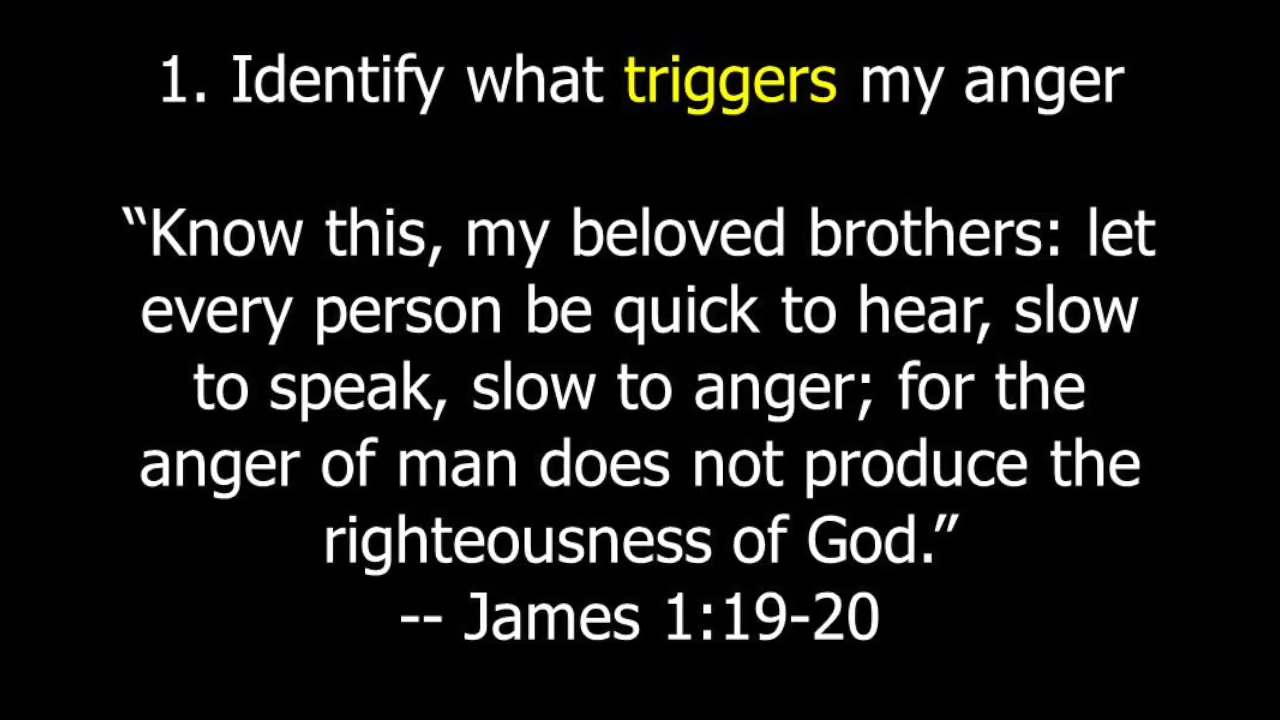 1. Identify what triggers my anger
“Know this, my beloved brothers: let
every person be quick to hear, slow
to speak, slow to anger; for the
anger of man does not produce the
righteousness of God.”
-- James 1:19-20